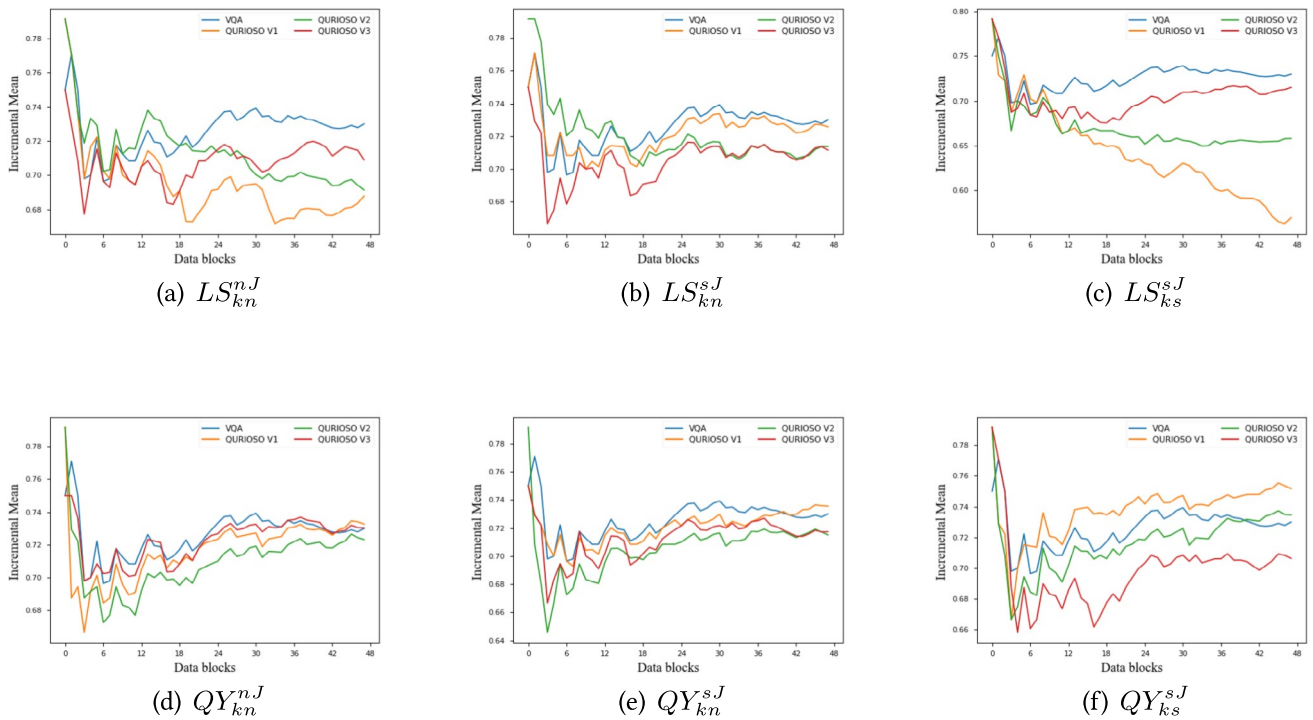 VQA QURIOSO V2
QURIOSO V1 QURIOSO V3
Incremental Mean
0.78
0.76
0.74
0.72
0.70
0.68
0 6 12 18 24 30 36 42 48
Data blocks
(a) LS_{kn}^{nJ}
VQA QURIOSO V2
QURIOSO V1 QURIOSO V3
Incremental Mean
0.78
0.76
0.74
0.72
0.70
0.68
0 6 12 18 24 30 36 42 48
Data blocks
(b) LS_{kn}^{sJ}
VQA QURIOSO V2
QURIOSO V1 QURIOSO V3
Incremental Mean
0.80
0.75
0.70
0.65
0.60
0 6 12 18 24 30 36 42 48
Data blocks
(c) LS_{ks}^{sJ}
VQA QURIOSO V2
QURIOSO V1 QURIOSO V3
Incremental Mean
0.78
0.76
0.74
0.72
0.70
0.68
0 6 12 18 24 30 36 42 48
Data blocks
(d) QY_{kn}^{nJ}
VQA QURIOSO V2
QURIOSO V1 QURIOSO V3
Incremental Mean
0.78
0.76
0.74
0.72
0.70
0.68
0.66
0.64
0 6 12 18 24 30 36 42 48
Data blocks
(e) QY_{kn}^{sJ}
VQA QURIOSO V2
QURIOSO V1 QURIOSO V3
Incremental Mean
0.78
0.76
0.74
0.72
0.70
0.68
0.66
0 6 12 18 24 30 36 42 48
Data blocks
(f) QY_{ks}^{sJ}